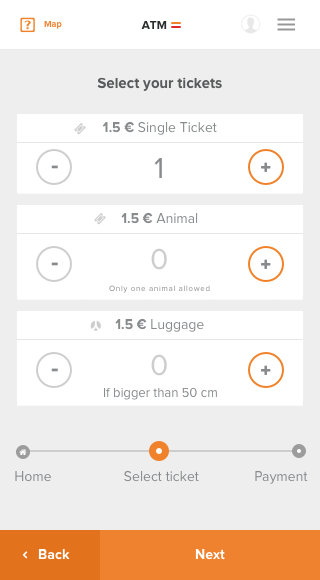 Map
ATM
Select your tickets
1.5 € Single Ticket
- 1 +
1.5 € Animal
- 0 +
Only one animal allowed
1.5 € Luggage
- 0 +
If bigger than 50 cm
Home Select ticket Payment
‹ Back Next